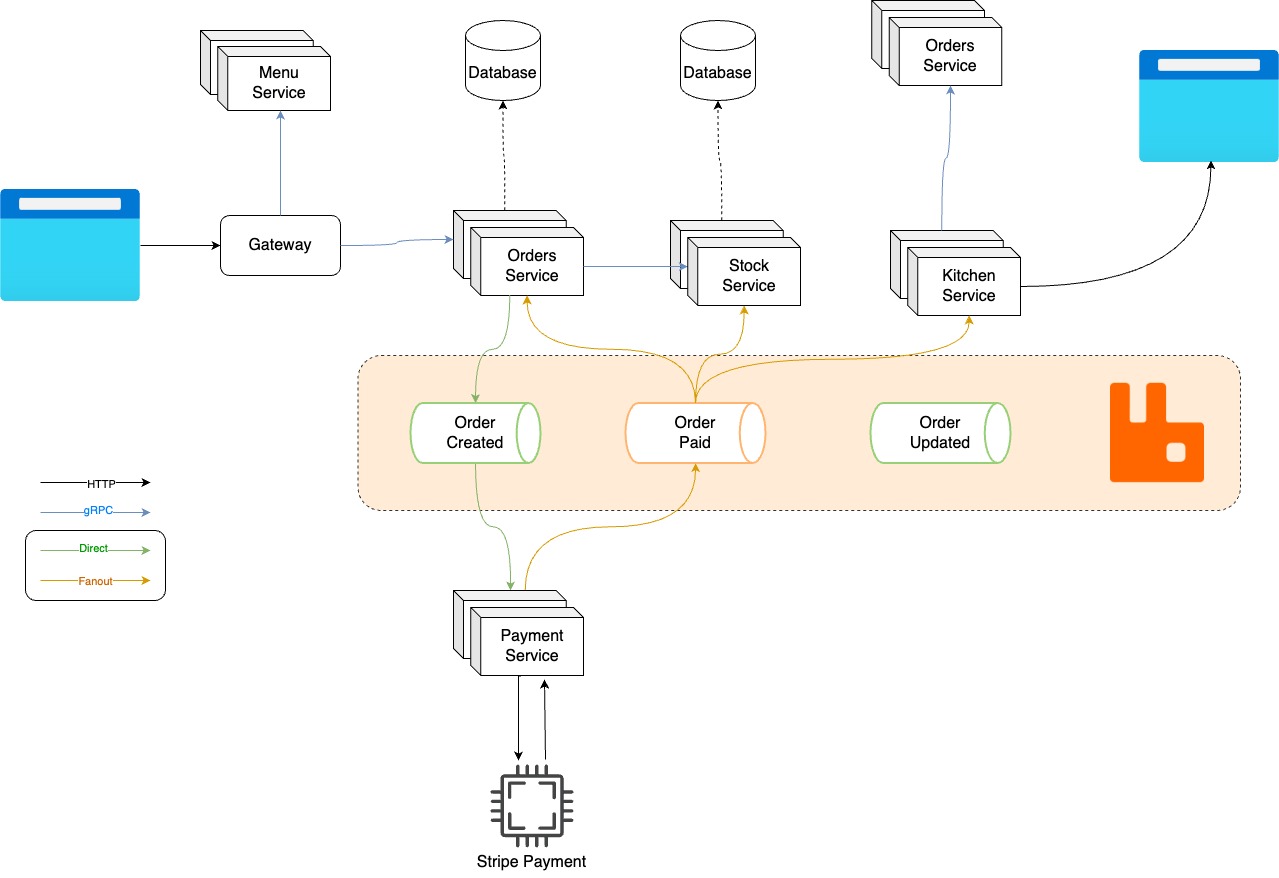 Menu
Service
Database
Database
Orders
Service
Gateway
Orders
Service
Stock
Service
Kitchen
Service
Order
Created
Order
Paid
Order
Updated
HTTP
gRPC
Direct
Fanout
Payment
Service
Stripe Payment